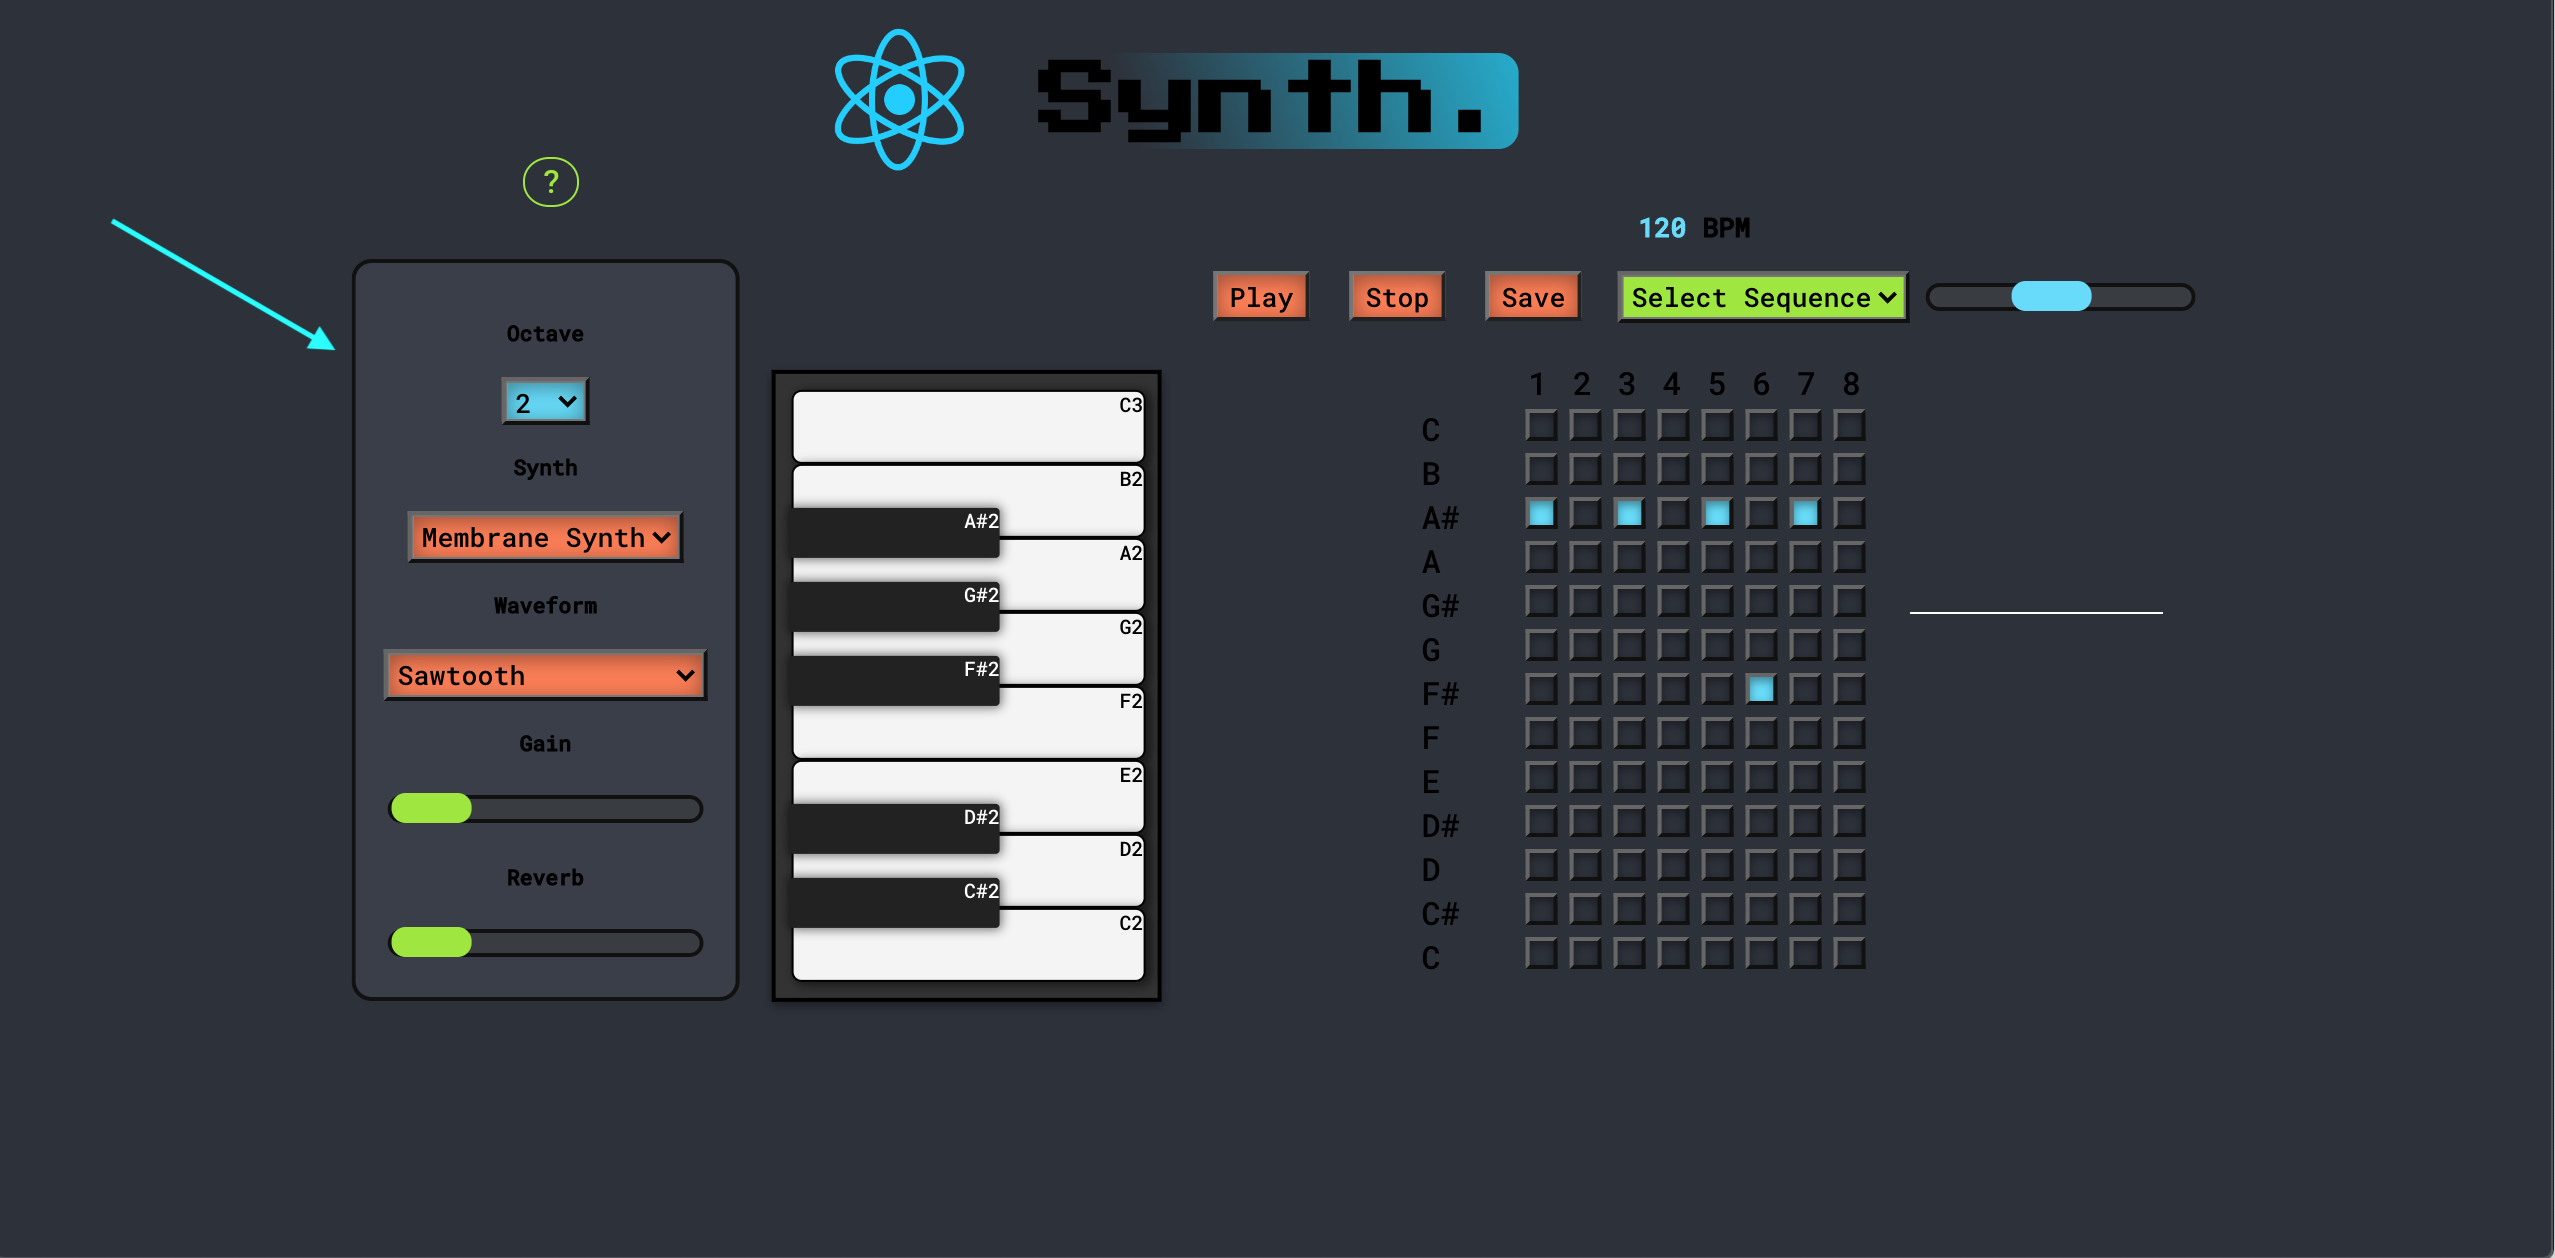 Synth.
?
120 BPM
Play Stop Save Select Sequence
Octave
2
Synth
Membrane Synth
Waveform
Sawtooth
Gain
Reverb
C3
B2
A#2
A2
G#2
G2
F#2
F2
E2
D#2
D2
C#2
C2
1 2 3 4 5 6 7 8
C
B
A#
A
G#
G
F#
F
E
D#
D
C#
C